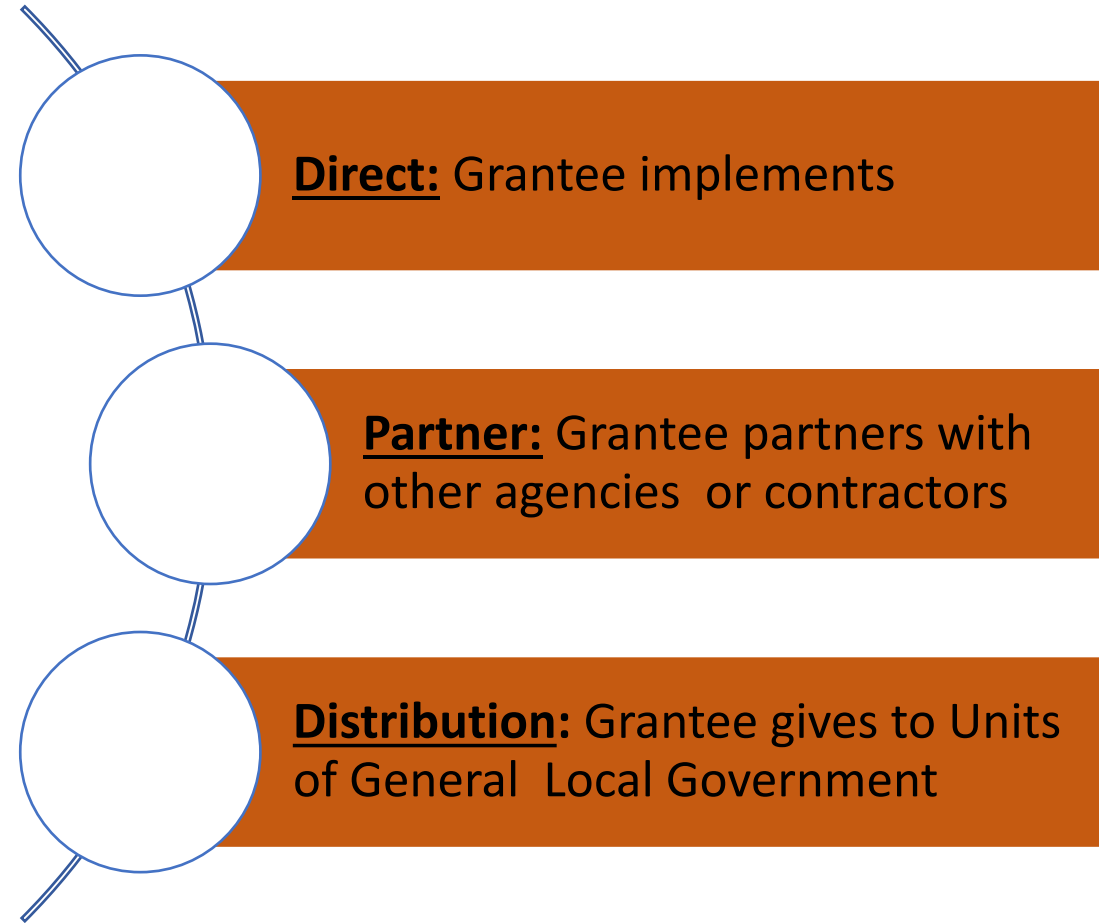 Direct: Grantee implements
Partner: Grantee partners with
other agencies  or contractors
Distribution: Grantee gives to Units
of General  Local Government